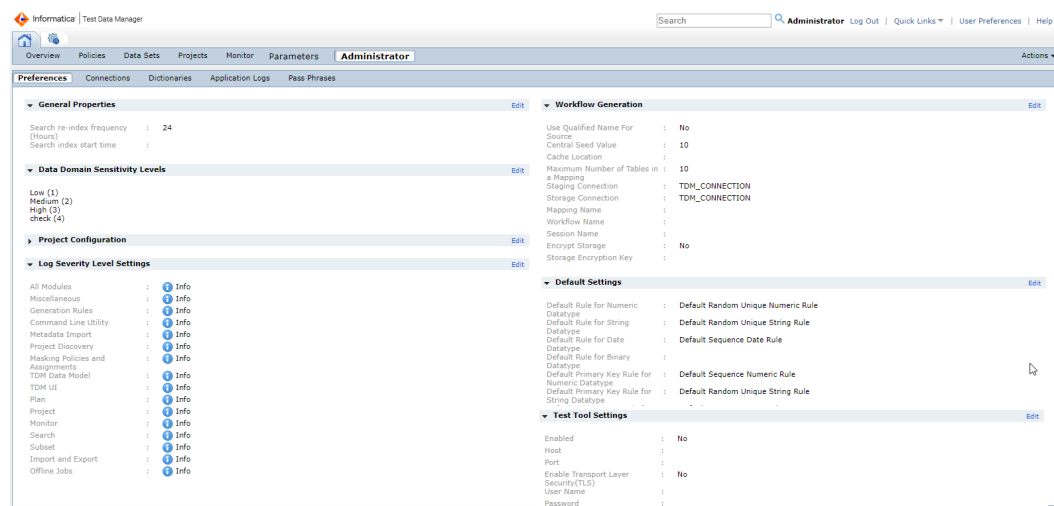 Informatica | Test Data Manager
Search Administrator Log Out | Quick Links ▾ | User Preferences | Help
Overview Policies Data Sets Projects Monitor Parameters Administrator Actions
Preferences Connections Dictionaries Application Logs Pass Phrases
General Properties Edit
Search re-index frequency : 24
(Hours)
Search index start time :
Data Domain Sensitivity Levels Edit
Low (1)
Medium (2)
High (3)
check (4)
Project Configuration Edit
Log Severity Level Settings Edit
All Modules : Info
Miscellaneous : Info
Generation Rules : Info
Command Line Utility : Info
Metadata Import : Info
Project Discovery : Info
Masking Policies and : Info
Assignments
TDM Data Model : Info
TDM UI : Info
Plan : Info
Project : Info
Monitor : Info
Search : Info
Subset : Info
Import and Export : Info
Offline Jobs : Info
Workflow Generation Edit
Use Qualified Name For : No
Source
Central Seed Value : 10
Cache Location :
Maximum Number of Tables in : 10
a Mapping
Staging Connection : TDM_CONNECTION
Storage Connection : TDM_CONNECTION
Mapping Name :
Workflow Name :
Session Name :
Encrypt Storage : No
Storage Encryption Key :
Default Settings Edit
Default Rule for Numeric : Default Random Unique Numeric Rule
Datatype
Default Rule for String : Default Random Unique String Rule
Datatype
Default Rule for Date : Default Sequence Date Rule
Datatype
Default Rule for Binary :
Datatype
Default Primary Key Rule for : Default Sequence Numeric Rule
Numeric Datatype
Default Primary Key Rule for : Default Random Unique String Rule
String Datatype
Test Tool Settings Edit
Enabled : No
Host :
Port :
Enable Transport Layer : No
Security(TLS)
User Name :
Password :